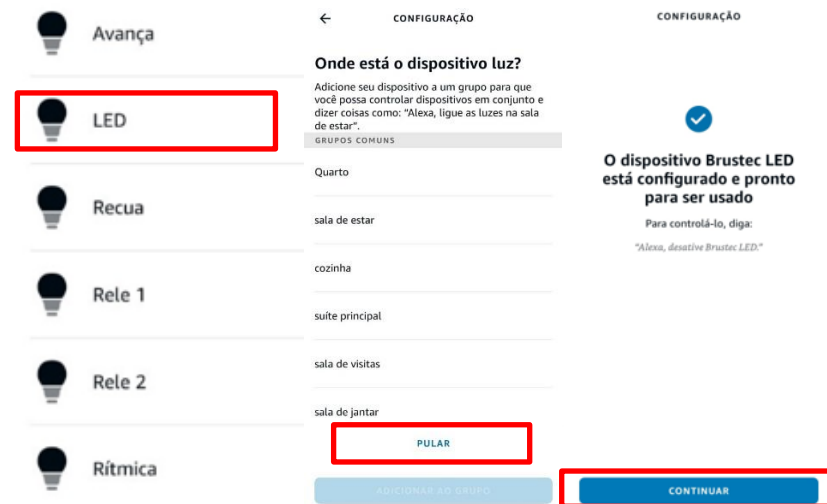 Avança
LED
Recua
Rele 1
Rele 2
Rítmica
CONFIGURAÇÃO
Onde está o dispositivo luz?
Adicione seu dispositivo a um grupo para que
você possa controlar dispositivos em conjunto e
dizer coisas como: "Alexa, ligue as luzes na sala
de estar".
GRUPOS COMUNS
Quarto
sala de estar
cozinha
suíte principal
sala de visitas
sala de jantar
PULAR
ADICIONAR AO GRUPO
CONFIGURAÇÃO
O dispositivo Brustec LED
está configurado e pronto
para ser usado
Para controlá-lo, diga:
"Alexa, desative Brustec LED."
CONTINUAR